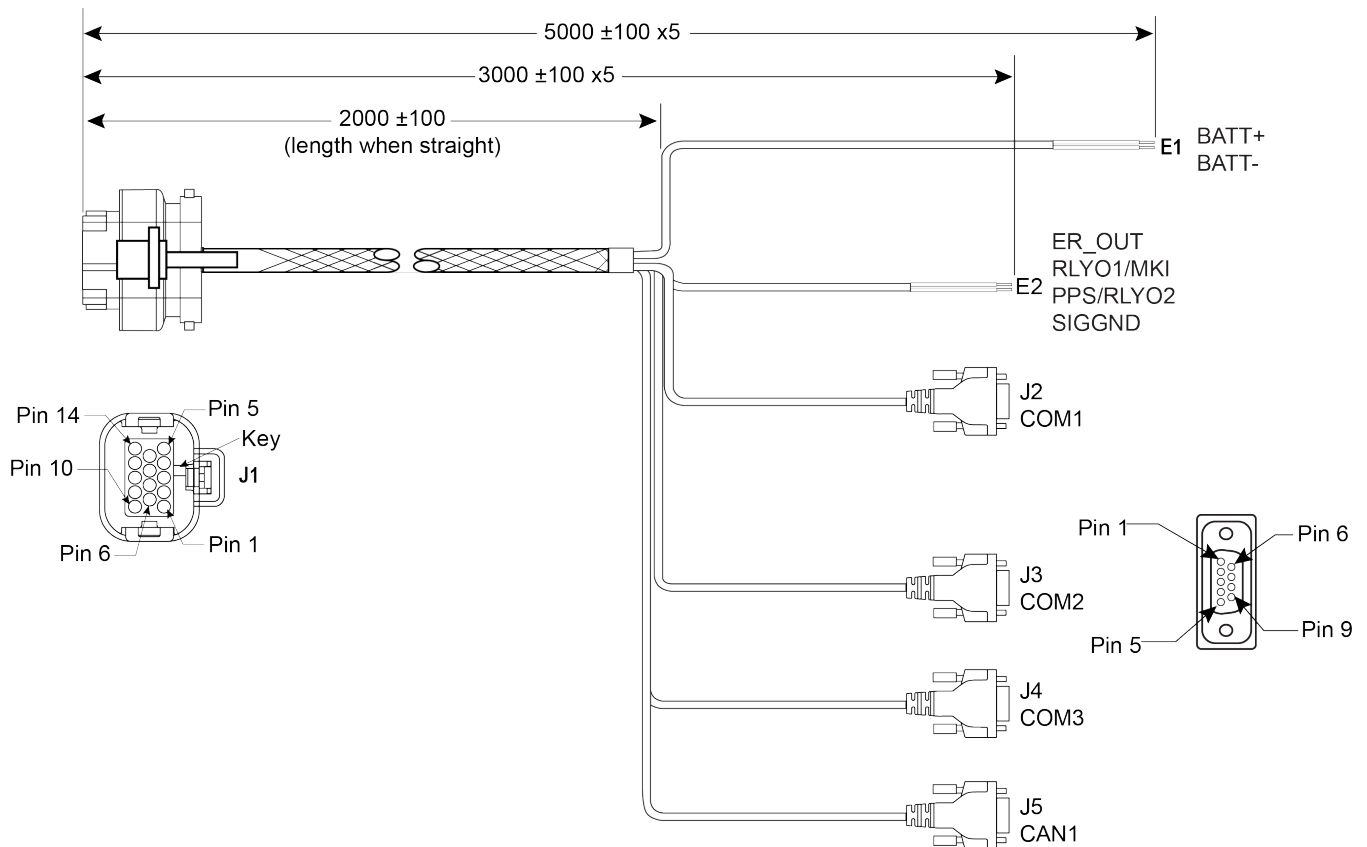 5000 ±100 x5
3000 ±100 x5
2000 ±100
(length when straight)
E1
BATT+
BATT-
E2
ER_OUT
RLYO1/MKI
PPS/RLYO2
SIGGND
J2
COM1
Pin 14
Pin 5
Key
Pin 10
J1
Pin 6
Pin 1
J3
COM2
Pin 1
Pin 6
Pin 5
Pin 9
J4
COM3
J5
CAN1